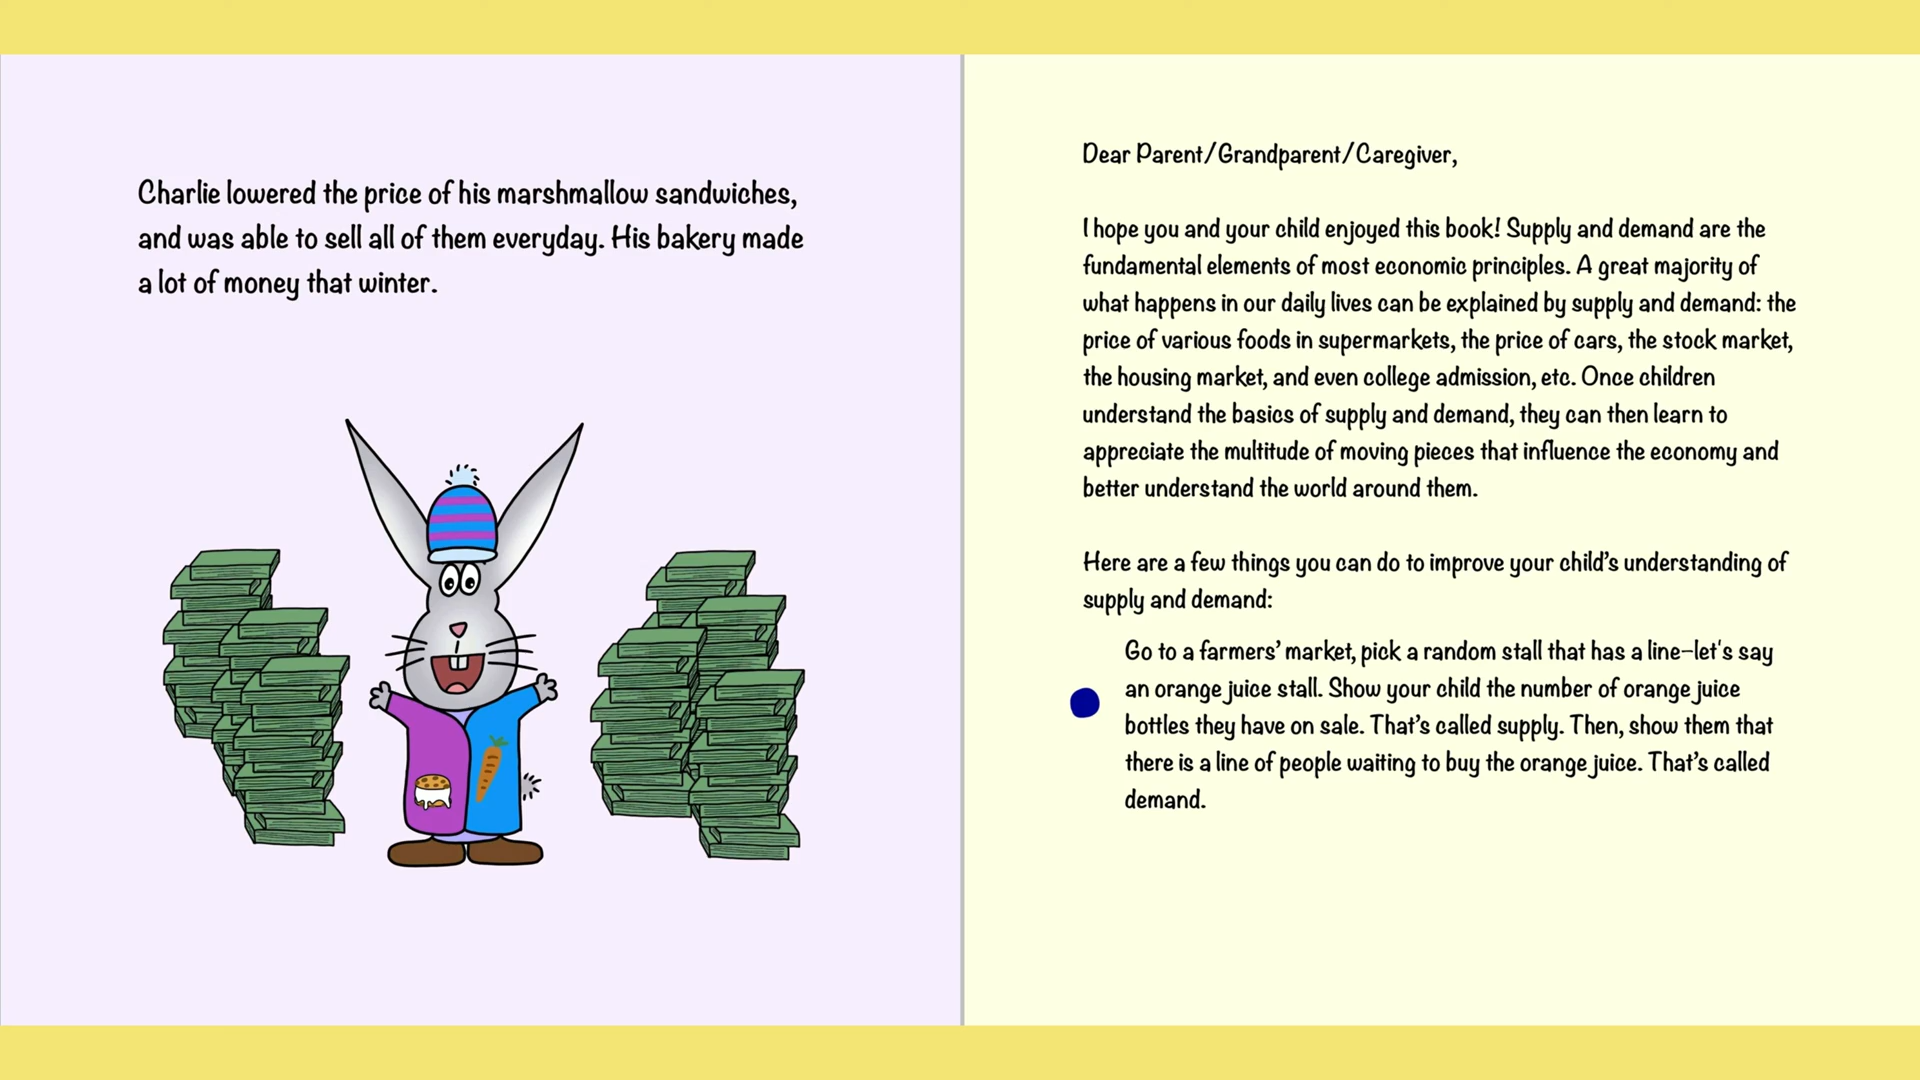 Charlie lowered the price of his marshmallow sandwiches,
and was able to sell all of them everyday. His bakery made
a lot of money that winter.
Dear Parent/Grandparent/Caregiver,
I hope you and your child enjoyed this book! Supply and demand are the
fundamental elements of most economic principles. A great majority of
what happens in our daily lives can be explained by supply and demand: the
price of various foods in supermarkets, the price of cars, the stock market,
the housing market, and even college admission, etc. Once children
understand the basics of supply and demand, they can then learn to
appreciate the multitude of moving pieces that influence the economy and
better understand the world around them.
Here are a few things you can do to improve your child’s understanding of
supply and demand:
Go to a farmers’ market, pick a random stall that has a line–let's say
an orange juice stall. Show your child the number of orange juice
bottles they have on sale. That’s called supply. Then, show them that
there is a line of people waiting to buy the orange juice. That’s called
demand.